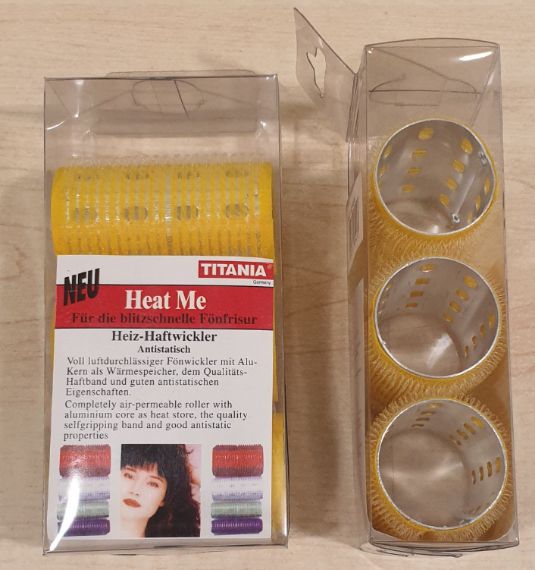 NEU
TITANIA
Germany
Heat Me
Für die blitzschnelle Fönfrisur
Heiz-Haftwickler
Antistatisch
Voll luftdurchlässiger Fönwickler mit Alu-
Kern als Wärmespeicher, dem Qualitäts-
Haftband und guten antistatischen
Eigenschaften.
Completely air-permeable roller with
aluminium core as heat store, the quality
selfgripping band and good antistatic
properties